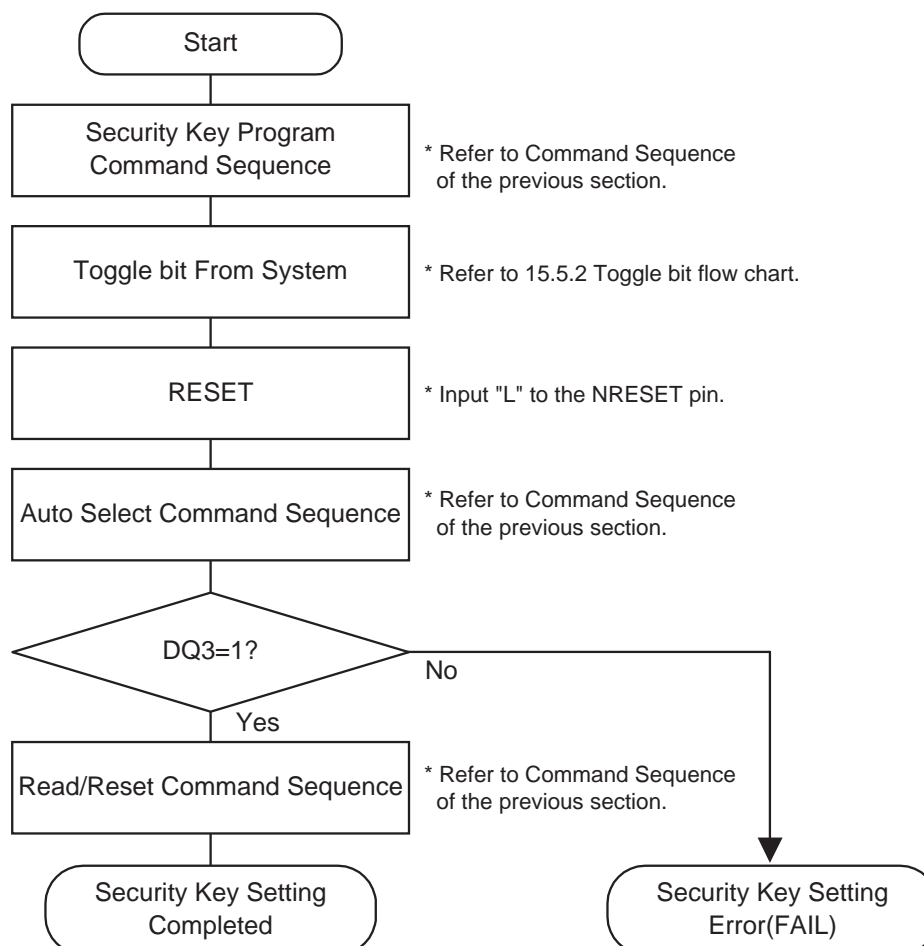 Start
Security Key Program
Command Sequence
* Refer to Command Sequence
of the previous section.
Toggle bit From System
* Refer to 15.5.2 Toggle bit flow chart.
RESET
* Input "L" to the NRESET pin.
Auto Select Command Sequence
* Refer to Command Sequence
of the previous section.
DQ3=1?
No
Yes
Read/Reset Command Sequence
* Refer to Command Sequence
of the previous section.
Security Key Setting
Completed
Security Key Setting
Error(FAIL)